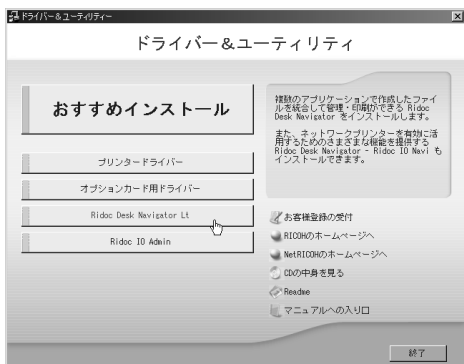 ドライバー&ユーティリティー
ドライバー&ユーティリティ
おすすめインストール
プリンタードライバー
オプションカード用ドライバー
Ridoc Desk Navigator Lt
Ridoc IO Admin
複数のアプリケーションで作成したファイ
ルを統合して管理・印刷ができる Ridoc
Desk Navigator をインストールします。
また、ネットワークプリンターを有効に活
用するためのさまざまな機能を提供する
Ridoc Desk Navigator - Ridoc IO Navi も
インストールできます。
お客様登録の受付
RICOHのホームページへ
NetRICOHのホームページへ
CDの中身を見る
Readme
マニュアルへの入り口
終了